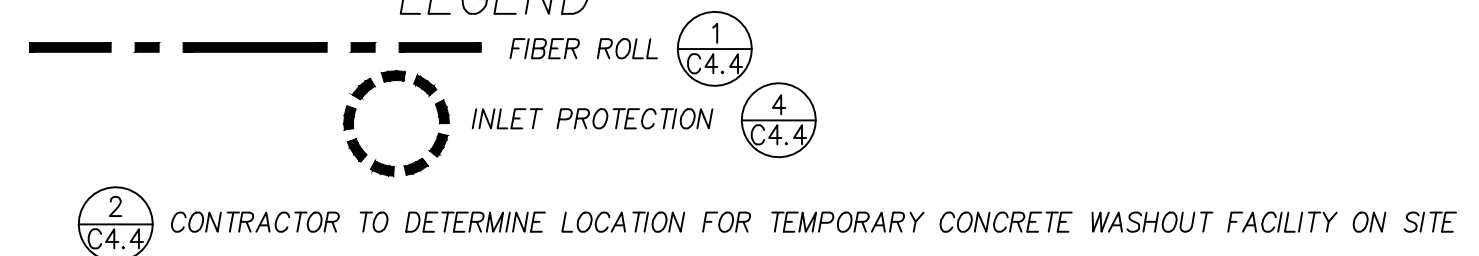 LEGEND
FIBER ROLL 1 C4.4
INLET PROTECTION 4 C4.4
2 C4.4 CONTRACTOR TO DETERMINE LOCATION FOR TEMPORARY CONCRETE WASHOUT FACILITY ON SITE